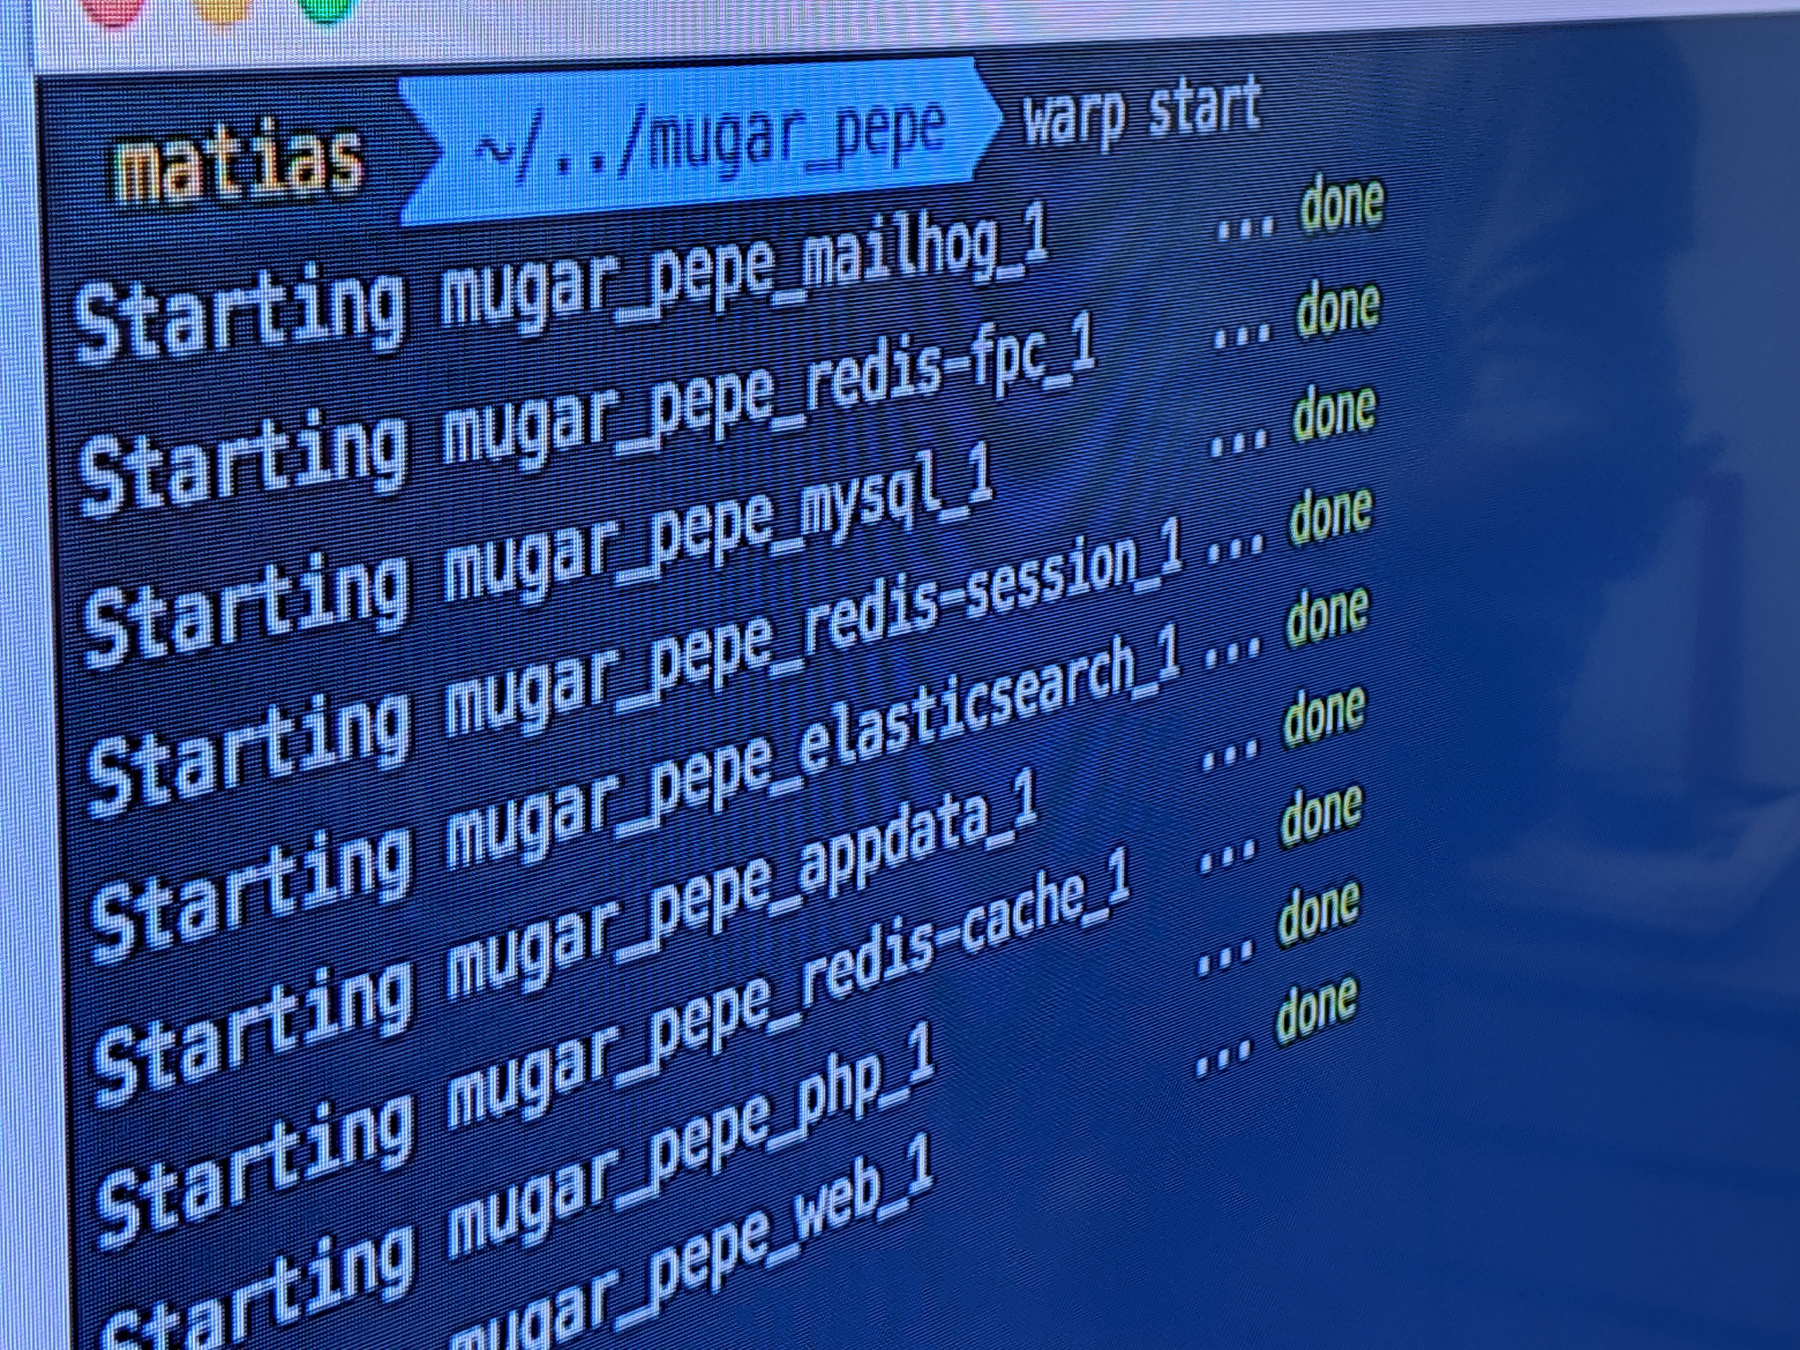 matias ~/../mugar_pepe warp start
Starting mugar_pepe_mailhog_1 ... done
Starting mugar_pepe_redis-fpc_1 ... done
Starting mugar_pepe_mysql_1 ... done
Starting mugar_pepe_redis-session_1 ... done
Starting mugar_pepe_elasticsearch_1 ... done
Starting mugar_pepe_appdata_1 ... done
Starting mugar_pepe_redis-cache_1 ... done
Starting mugar_pepe_php_1 ... done
mugar_pepe_web_1 ... done